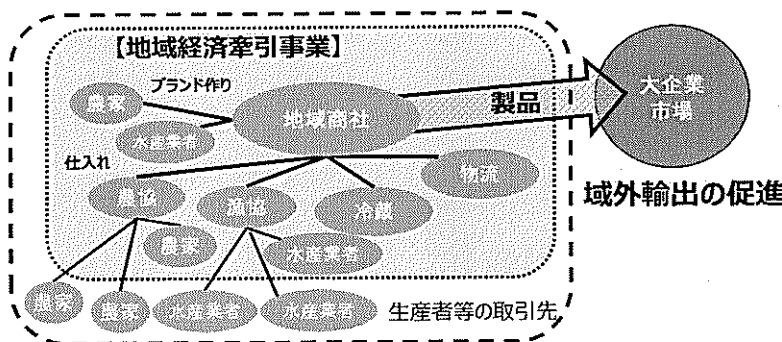 【地域経済牽引事業】
ブランド作り
農家
水産業者
地域商社
製品
大企業
市場
仕入れ
農協
漁協
冷蔵
物流
域外輸出の促進
農家
水産業者
農家
農家
水産業者
水産業者
生産者等の取引先